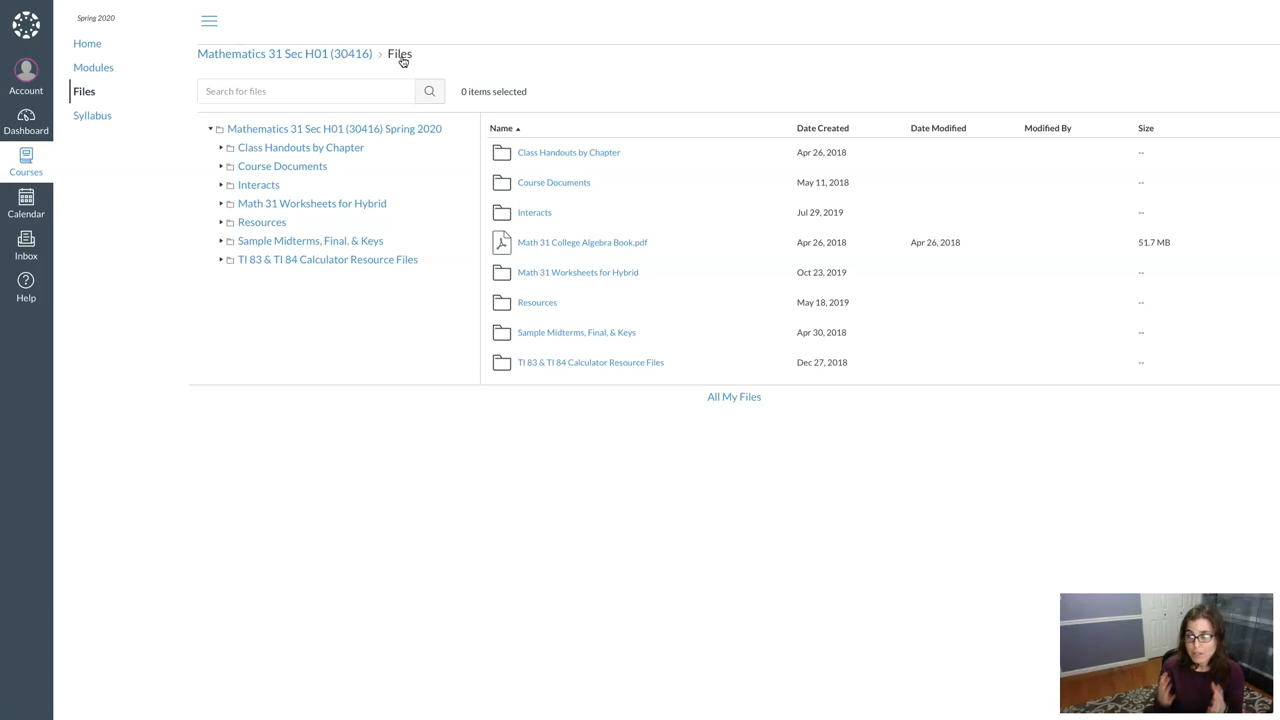 Spring 2020
Home
Modules
Files
Syllabus
Account
Dashboard
Courses
Calendar
Inbox
Help
Mathematics 31 Sec H01 (30416) > Files
Search for files
0 items selected
Mathematics 31 Sec H01 (30416) Spring 2020
Class Handouts by Chapter
Course Documents
Interacts
Math 31 Worksheets for Hybrid
Resources
Sample Midterms, Final, & Keys
TI 83 & TI 84 Calculator Resource Files
Name Date Created Date Modified Modified By Size
Class Handouts by Chapter Apr 26, 2018 --
Course Documents May 11, 2018 --
Interacts Jul 29, 2019 --
Math 31 College Algebra Book.pdf Apr 26, 2018 Apr 26, 2018 51.7 MB
Math 31 Worksheets for Hybrid Oct 23, 2019 --
Resources May 18, 2019 --
Sample Midterms, Final, & Keys Apr 30, 2018 --
TI 83 & TI 84 Calculator Resource Files Dec 27, 2018 --
All My Files